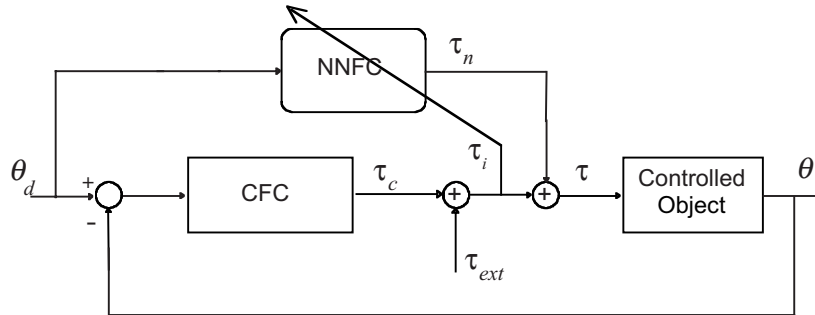 NNFC
τn
θd
+
-
CFC
τc
+
τi
+
τ
Controlled
Object
θ
τext